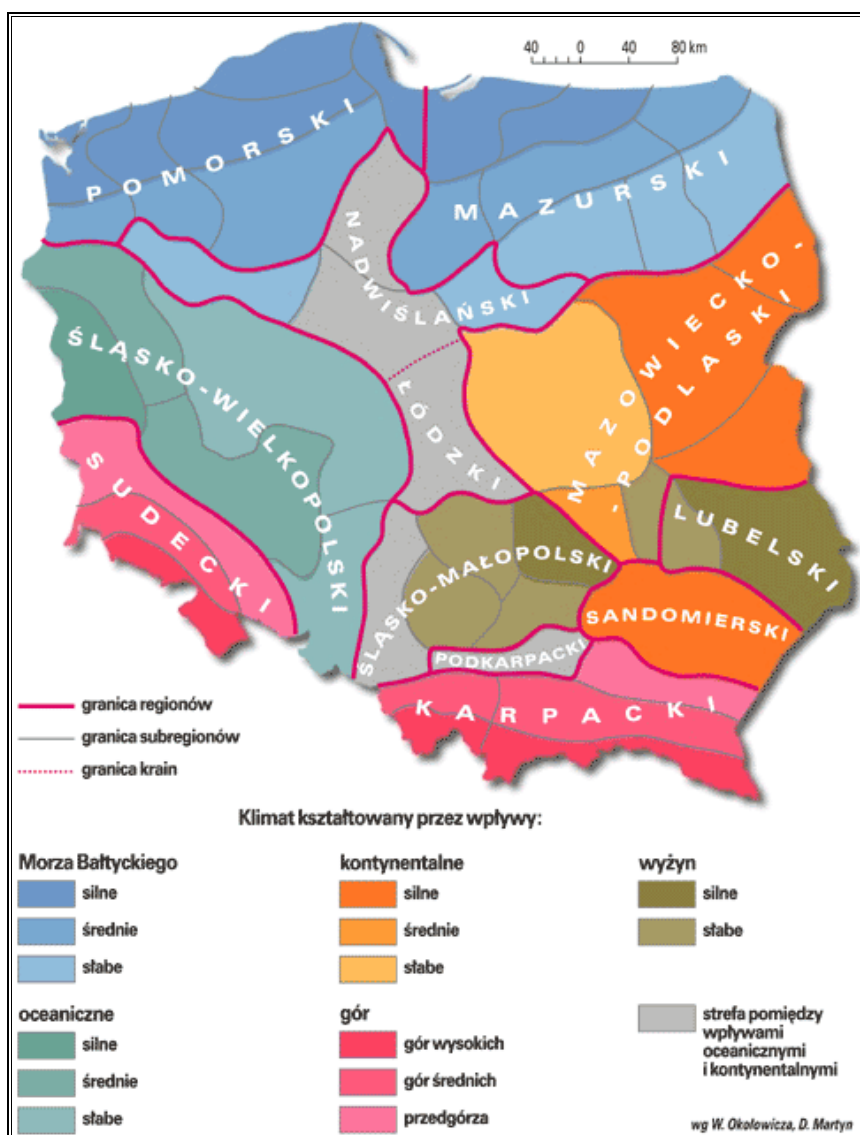 40 0 40 80 km
POMORSKI
MAZURSKI
NADWIŚLAŃSKI
MAZOWIECKO-
-PODLASKI
ŚLĄSKO-WIELKOPOLSKI
ŁÓDZKI
SUDECKI
LUBELSKI
ŚLĄSKO-MAŁOPOLSKI
SANDOMIERSKI
PODKARPACKI
KARPACKI
granica regionów
granica subregionów
granica krain
Klimat kształtowany przez wpływy:
Morza Bałtyckiego
silne
średnie
słabe
kontynentalne
silne
średnie
słabe
wyżyn
silne
słabe
oceaniczne
silne
średnie
słabe
gór
gór wysokich
gór średnich
przedgórza
strefa pomiędzy
wpływami
oceanicznymi
i kontynentalnymi
wg W. Okołowicza, D. Martyn